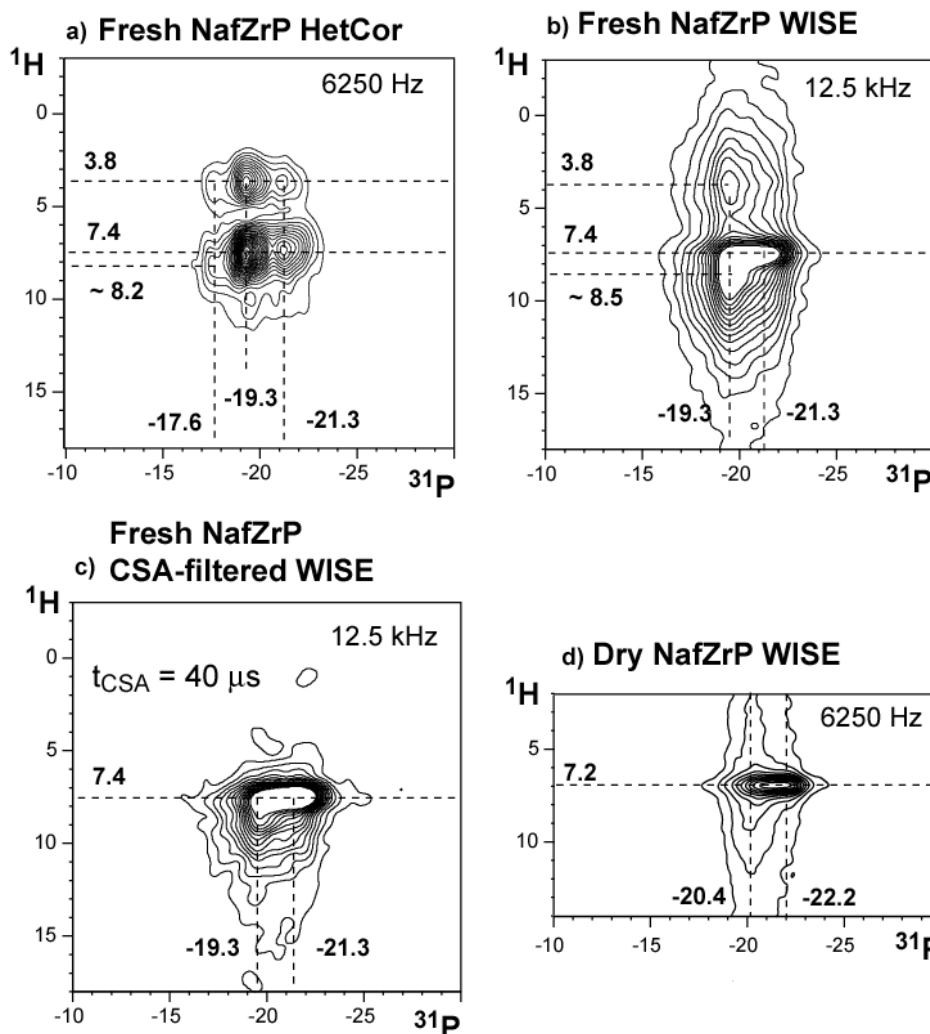 a) Fresh NafZrP HetCor
¹H
6250 Hz
0
3.8
5
7.4
10
~ 8.2
15
-17.6
-19.3
-21.3
-10
-15
-20
-25
³¹P
b) Fresh NafZrP WISE
¹H
12.5 kHz
0
3.8
5
7.4
~ 8.5
10
15
-19.3
-21.3
-10
-15
-20
-25
³¹P
Fresh NafZrP
c) CSA-filtered WISE
¹H
12.5 kHz
0
tCSA = 40 μs
5
7.4
10
15
-19.3
-21.3
-10
-15
-20
-25
³¹P
d) Dry NafZrP WISE
¹H
6250 Hz
5
7.2
10
-20.4
-22.2
-10
-15
-20
-25
³¹P